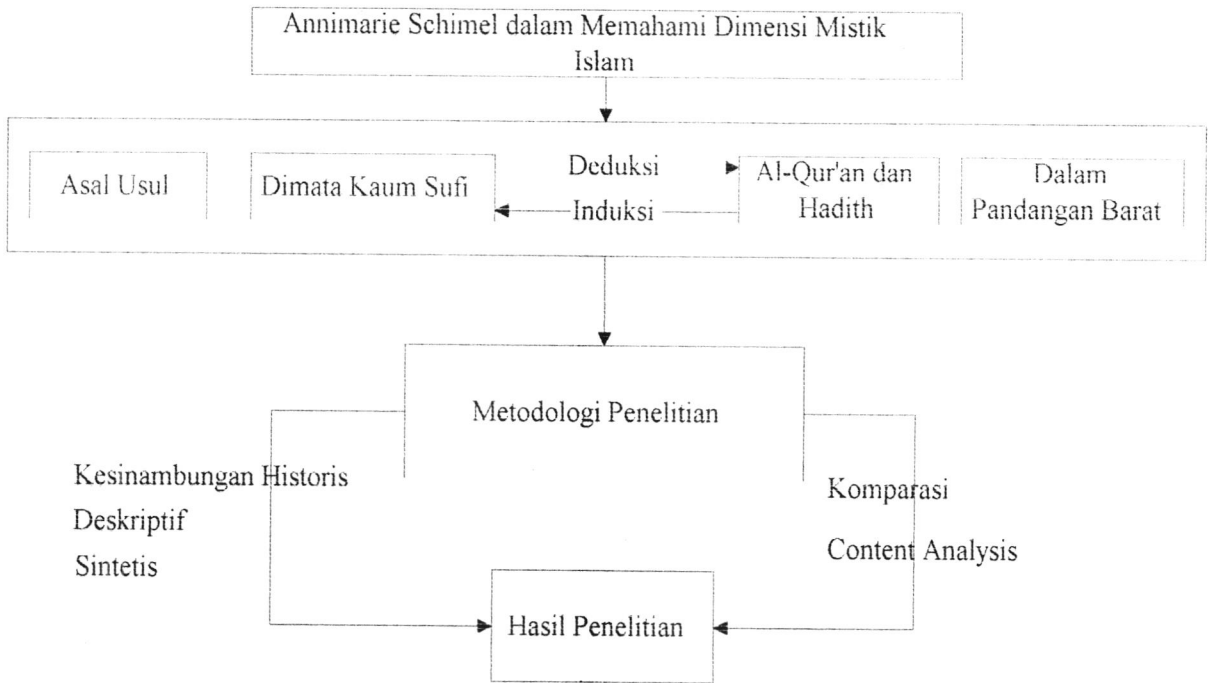 Annimarie Schimel dalam Memahami Dimensi Mistik
Islam
Asal Usul
Dimata Kaum Sufi
Deduksi
Induksi
Al-Qur'an dan
Hadith
Dalam
Pandangan Barat
Metodologi Penelitian
Kesinambungan Historis
Deskriptif
Sintetis
Komparasi
Content Analysis
Hasil Penelitian